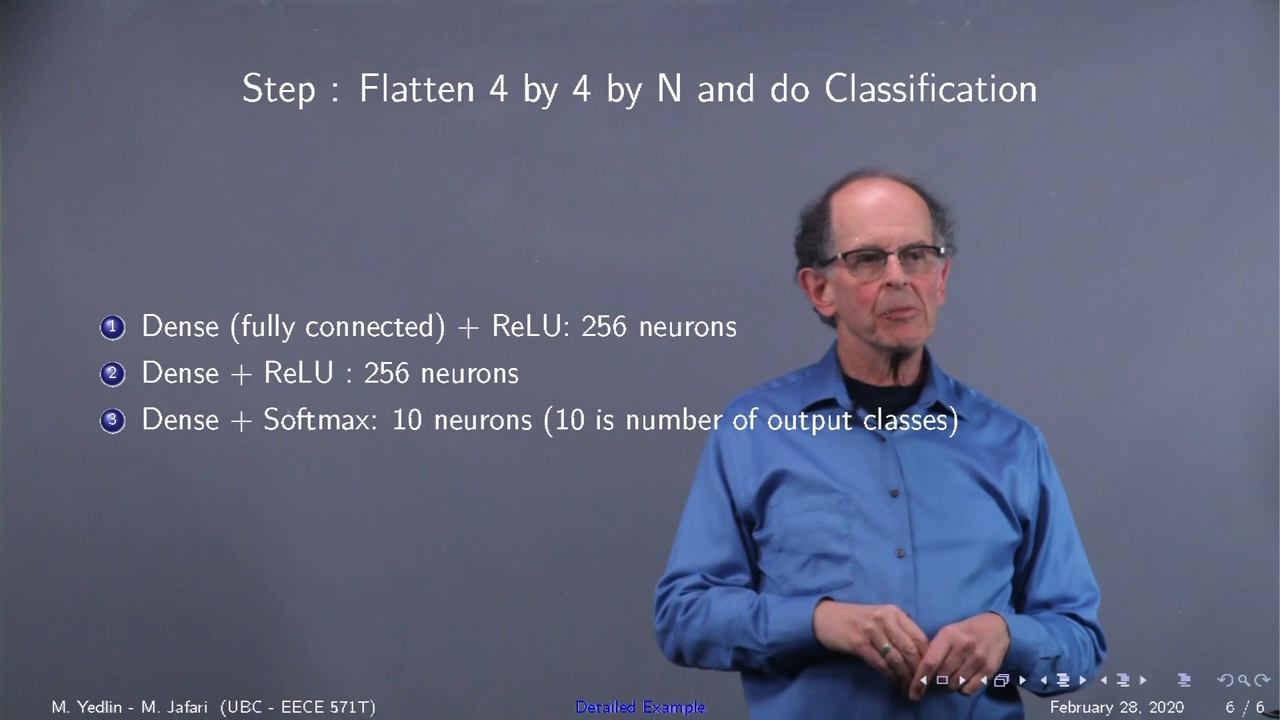 Step : Flatten 4 by 4 by N and do Classification
1 Dense (fully connected) + ReLU: 256 neurons
2 Dense + ReLU : 256 neurons
3 Dense + Softmax: 10 neurons (10 is number of output classes)
M. Yedlin - M. Jafari (UBC - EECE 571T) Detailed Example February 28, 2020 6 / 6